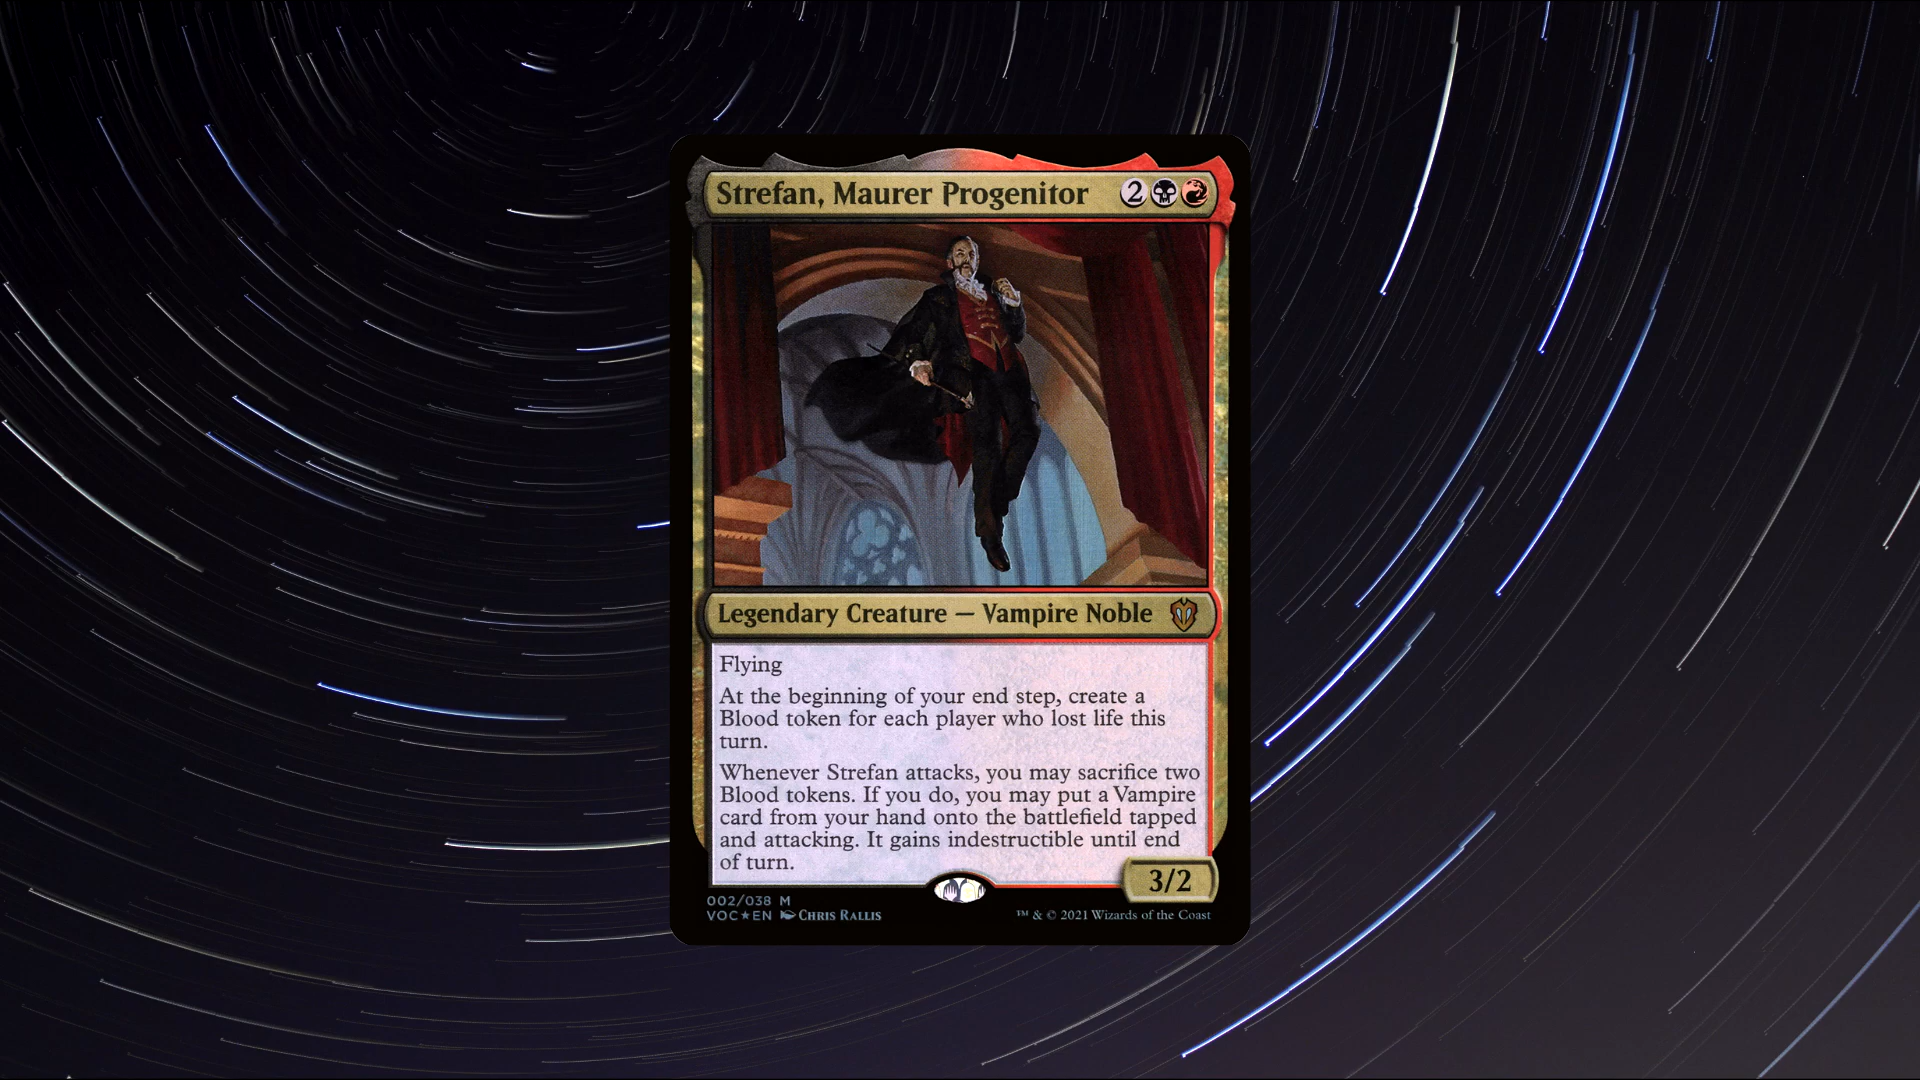 Strefan, Maurer Progenitor 2
Legendary Creature — Vampire Noble
Flying
At the beginning of your end step, create a
Blood token for each player who lost life this
turn.
Whenever Strefan attacks, you may sacrifice two
Blood tokens. If you do, you may put a Vampire
card from your hand onto the battlefield tapped
and attacking. It gains indestructible until end
of turn.
3/2
002/038 M
VOC★EN Chris Rallis
™ & © 2021 Wizards of the Coast